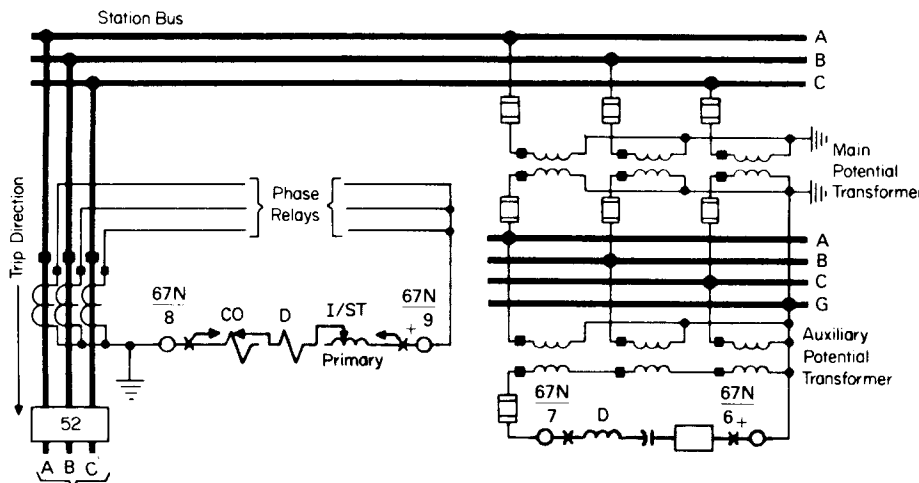 Station Bus
A
B
C
Main
Potential
Transformer
Phase
Relays
Trip Direction
A
B
C
G
67N
8
CO
D
I/ST
Primary
67N
+ 9
Auxiliary
Potential
Transformer
67N
7
D
67N
6 +
52
A B C